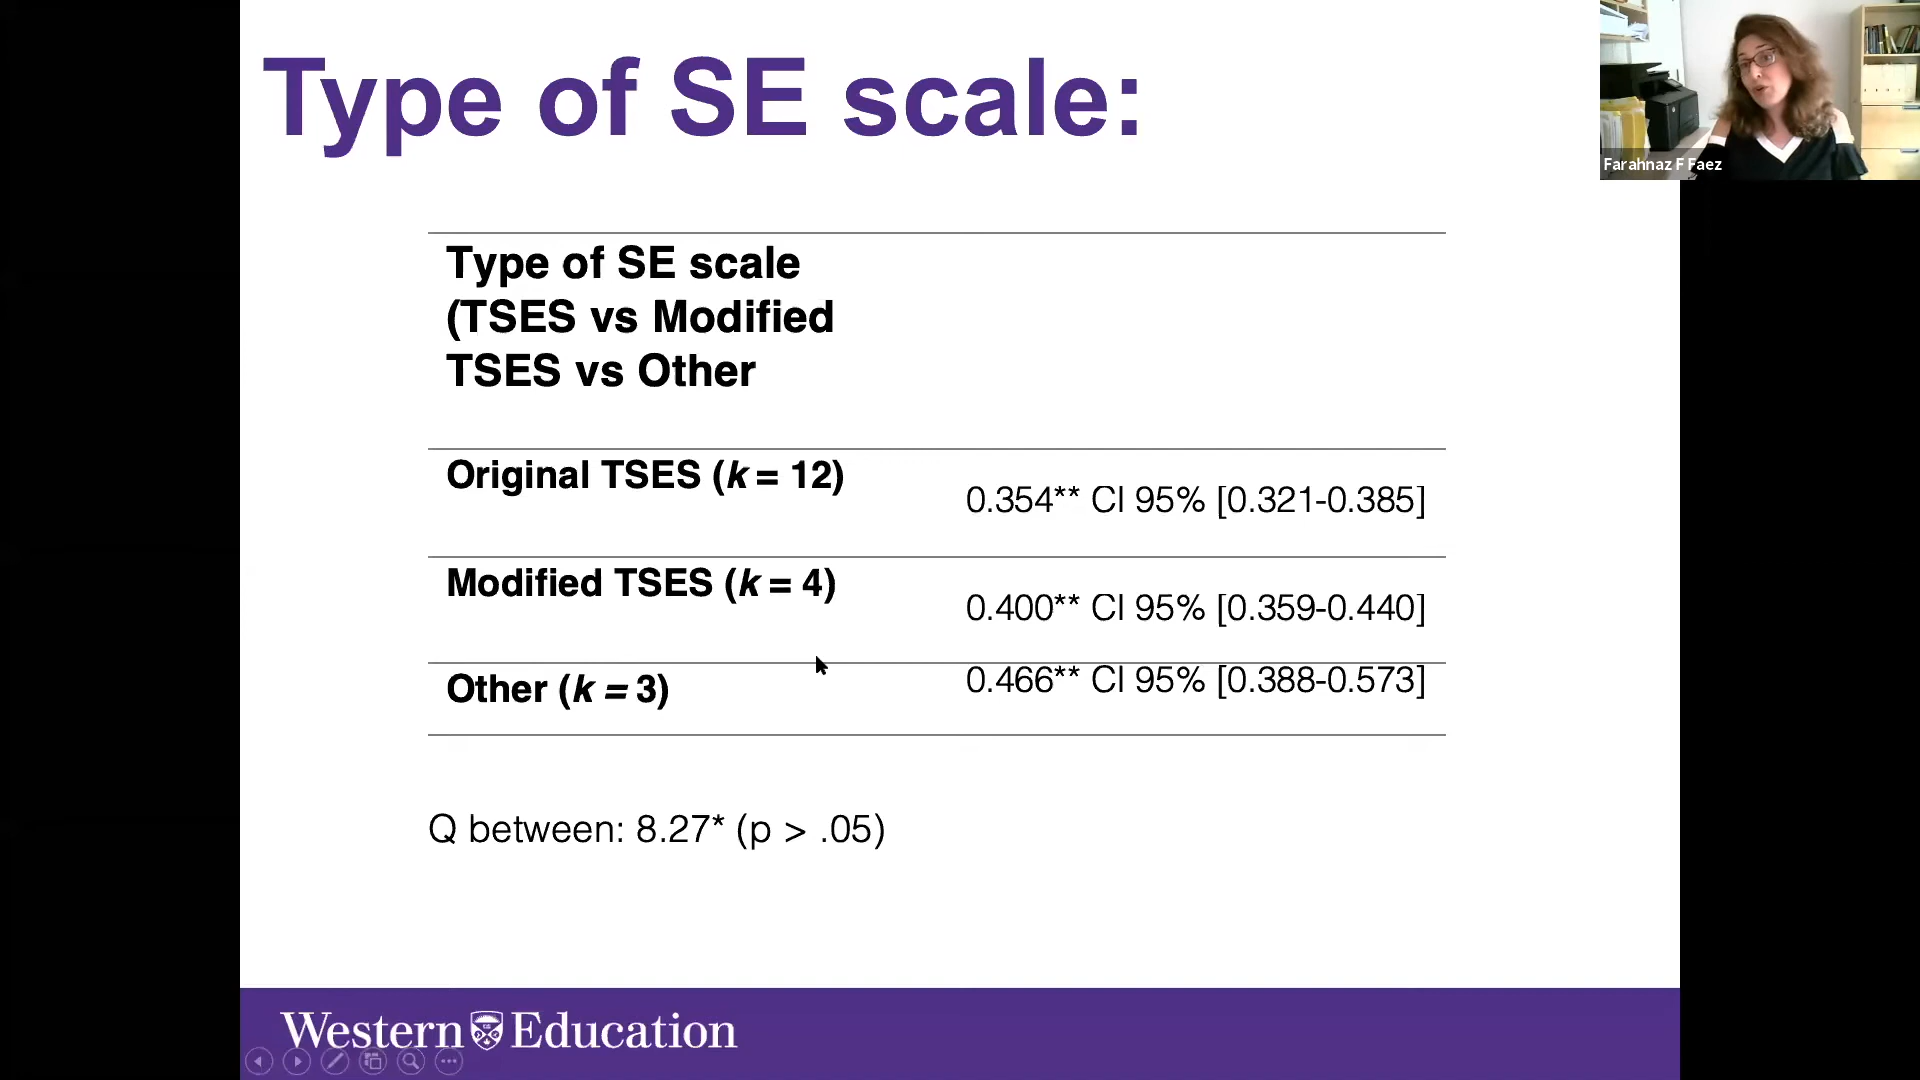 Type of SE scale:
Farahnaz F Faez
Type of SE scale
(TSES vs Modified
TSES vs Other
Original TSES (k = 12)
0.354** CI 95% [0.321-0.385]
Modified TSES (k = 4)
0.400** CI 95% [0.359-0.440]
Other (k = 3)
0.466** CI 95% [0.388-0.573]
Q between: 8.27* (p > .05)
Western Education